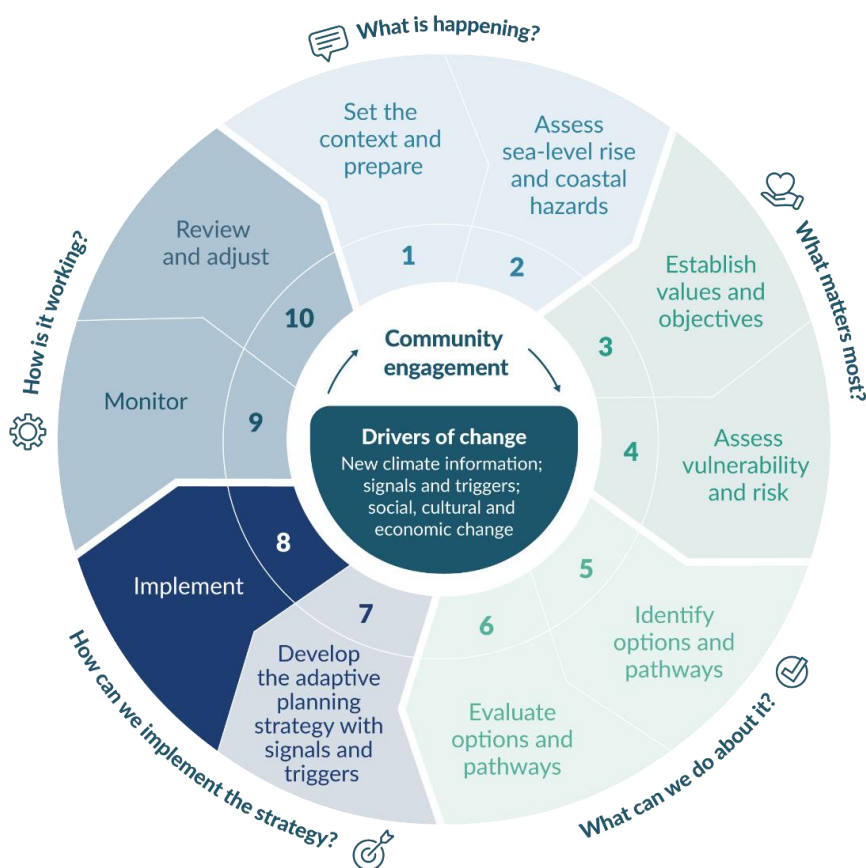 What is happening?
Set the
context and
prepare
1
Assess
sea-level rise
and coastal
hazards
2
What matters most?
Establish
values and
objectives
3
Assess
vulnerability
and risk
4
What can we do about it?
Identify
options and
pathways
5
Evaluate
options and
pathways
6
How can we implement the strategy?
Develop
the adaptive
planning
strategy with
signals and
triggers
7
Implement
8
How is it working?
Monitor
9
Review
and adjust
10
Community
engagement
Drivers of change
New climate information;
signals and triggers;
social, cultural and
economic change